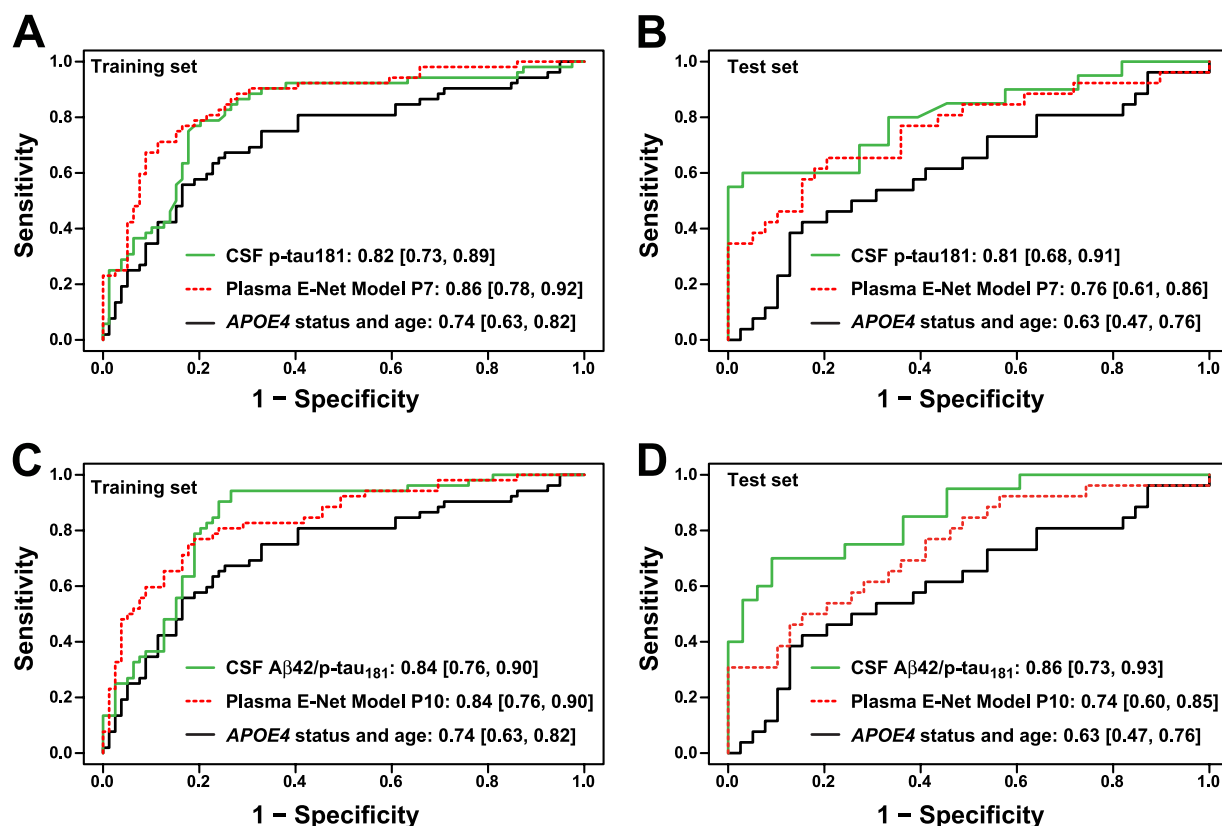 A
Training set
1.0
0.8
0.6
0.4
0.2
0.0
Sensitivity
CSF p-tau181: 0.82 [0.73, 0.89]
Plasma E-Net Model P7: 0.86 [0.78, 0.92]
APOE4 status and age: 0.74 [0.63, 0.82]
0.0 0.2 0.4 0.6 0.8 1.0
1 − Specificity
B
Test set
1.0
0.8
0.6
0.4
0.2
0.0
Sensitivity
CSF p-tau181: 0.81 [0.68, 0.91]
Plasma E-Net Model P7: 0.76 [0.61, 0.86]
APOE4 status and age: 0.63 [0.47, 0.76]
0.0 0.2 0.4 0.6 0.8 1.0
1 − Specificity
C
Training set
1.0
0.8
0.6
0.4
0.2
0.0
Sensitivity
CSF Aβ42/p-tau₁₈₁: 0.84 [0.76, 0.90]
Plasma E-Net Model P10: 0.84 [0.76, 0.90]
APOE4 status and age: 0.74 [0.63, 0.82]
0.0 0.2 0.4 0.6 0.8 1.0
1 − Specificity
D
Test set
1.0
0.8
0.6
0.4
0.2
0.0
Sensitivity
CSF Aβ42/p-tau₁₈₁: 0.86 [0.73, 0.93]
Plasma E-Net Model P10: 0.74 [0.60, 0.85]
APOE4 status and age: 0.63 [0.47, 0.76]
0.0 0.2 0.4 0.6 0.8 1.0
1 − Specificity